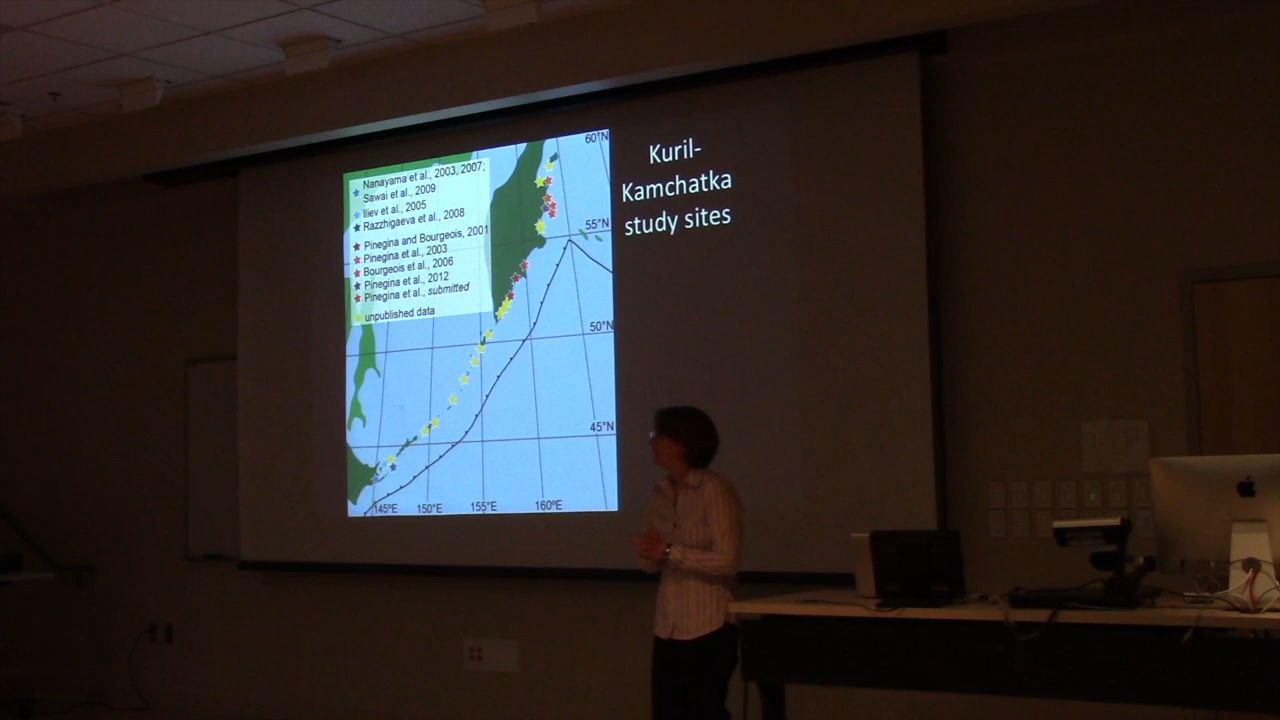 Kuril-
Kamchatka
study sites
Nanayama et al., 2003, 2007;
Sawai et al., 2009
Iliev et al., 2005
Razzhigaeva et al., 2008
Pinegina and Bourgeois, 2001
Pinegina et al., 2003
Bourgeois et al., 2006
Pinegina et al., 2012
Pinegina et al., submitted
unpublished data
60°N
55°N
50°N
45°N
145°E 150°E 155°E 160°E